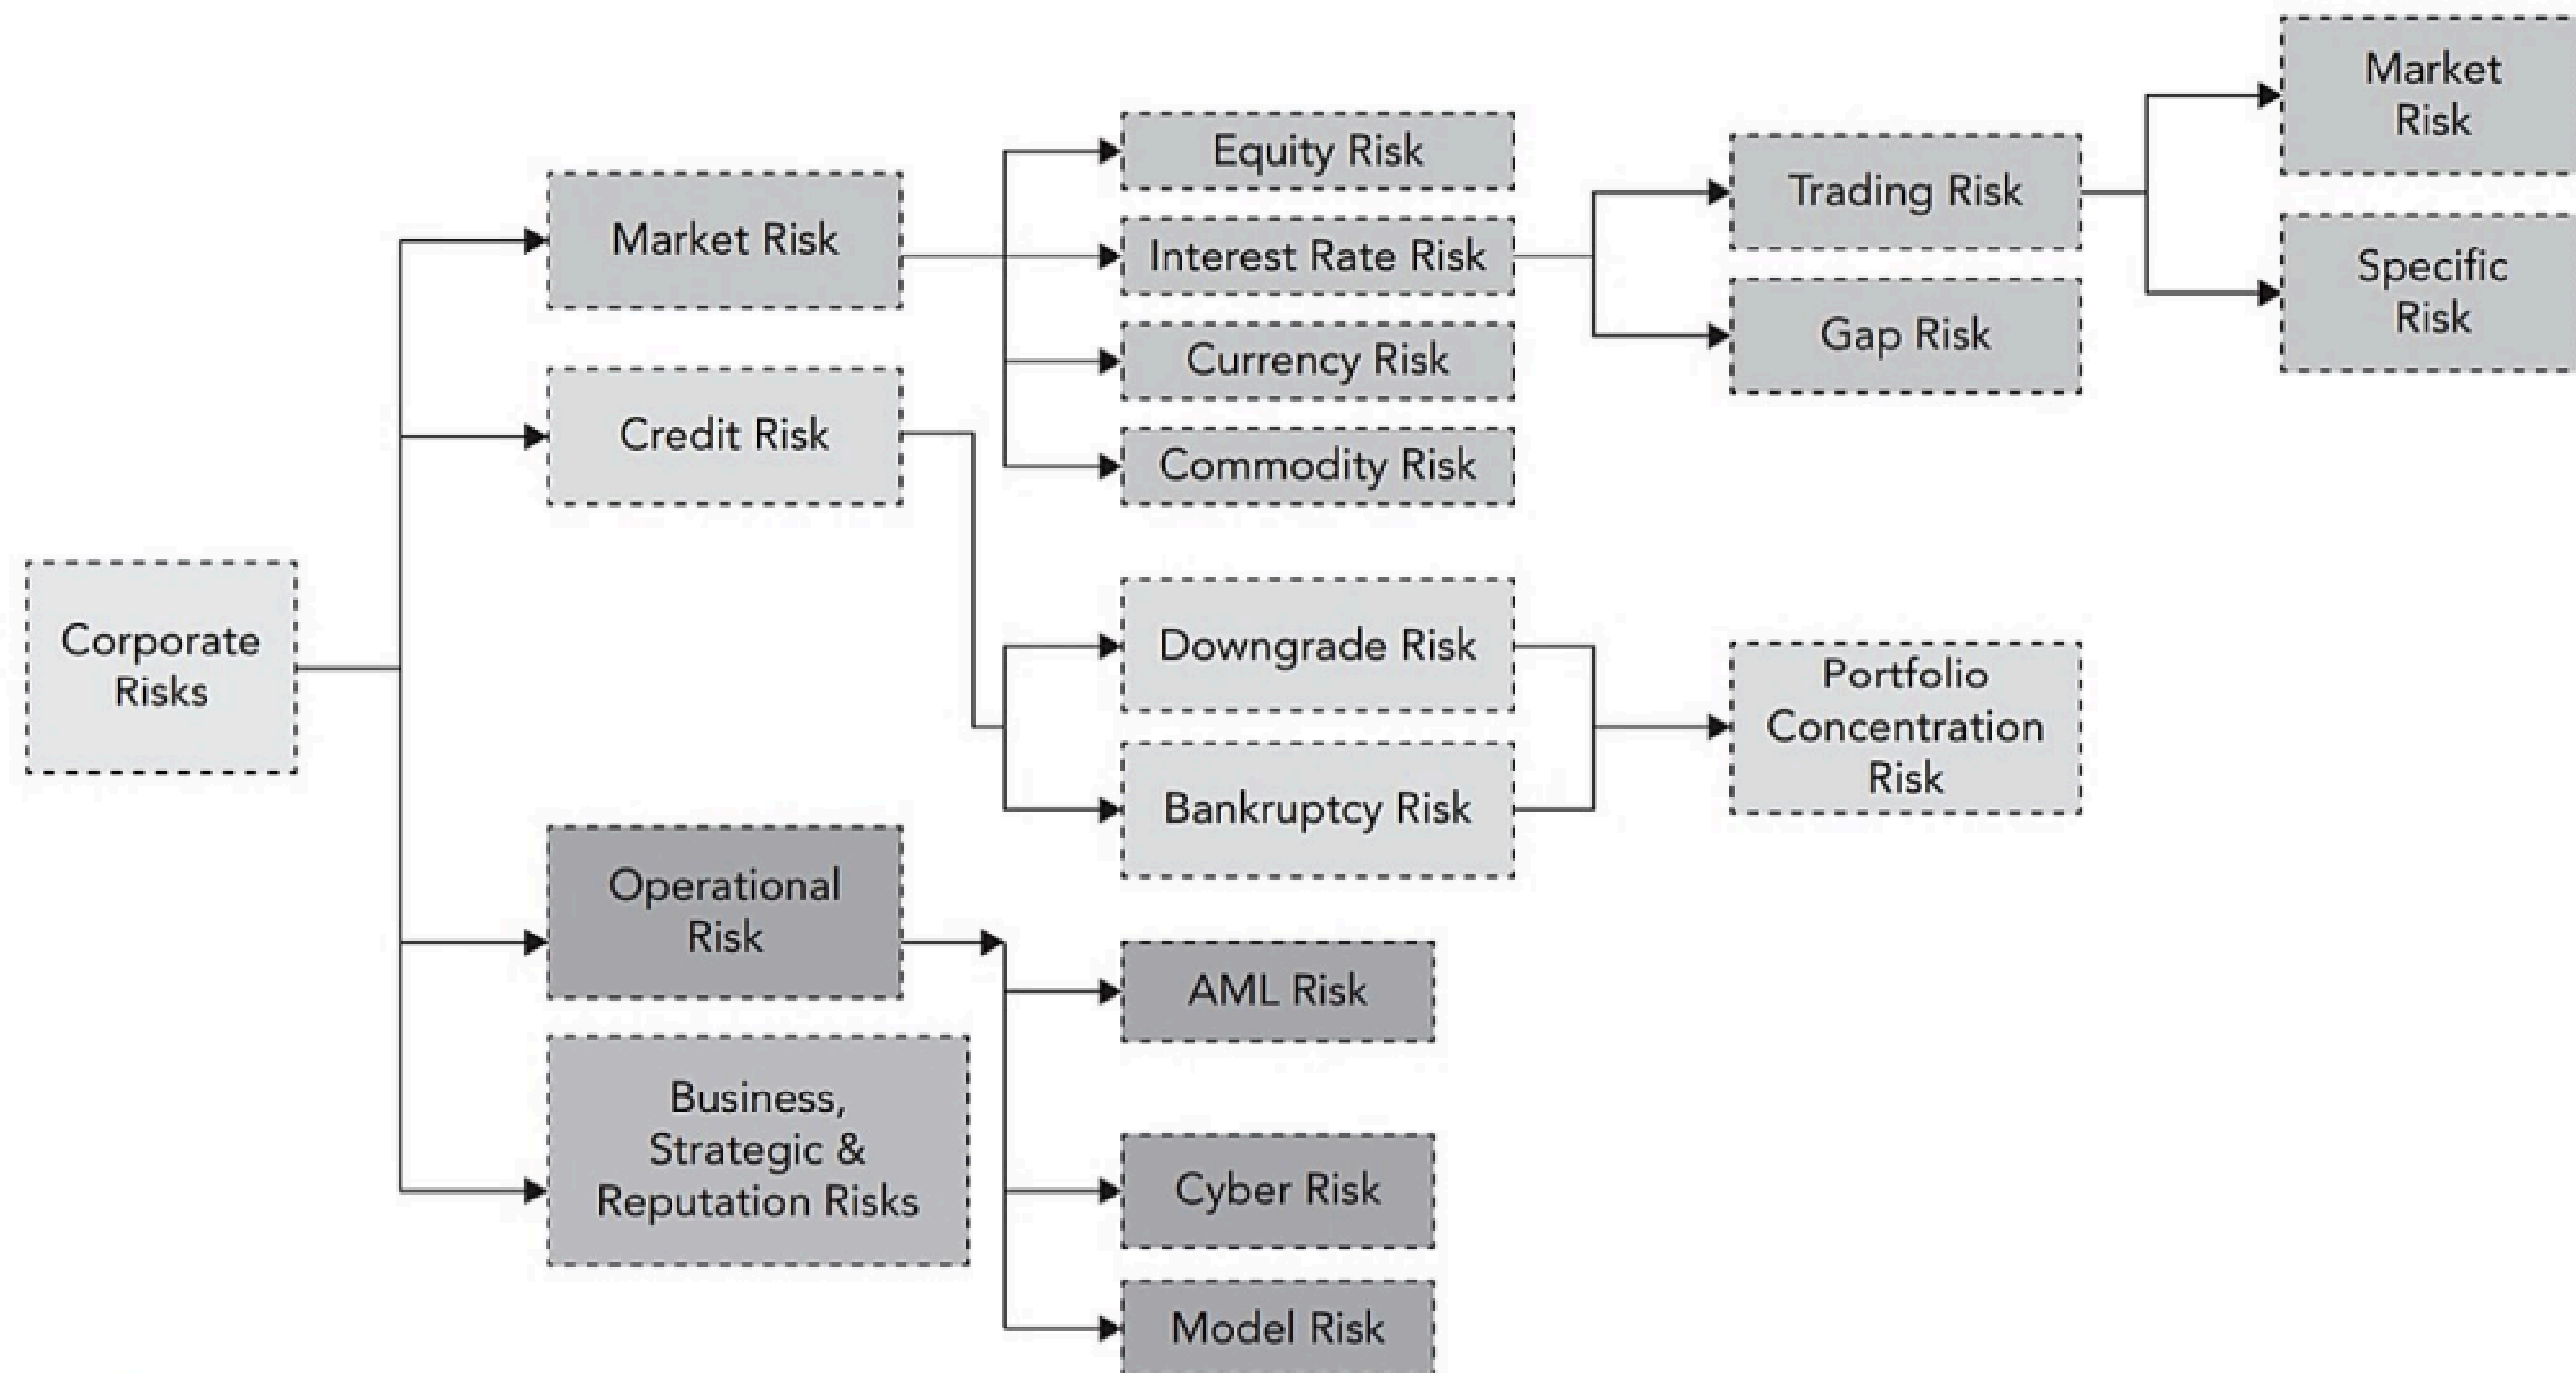 Corporate
Risks
Market Risk
Credit Risk
Operational
Risk
Business,
Strategic &
Reputation Risks
Equity Risk
Interest Rate Risk
Currency Risk
Commodity Risk
Downgrade Risk
Bankruptcy Risk
AML Risk
Cyber Risk
Model Risk
Trading Risk
Gap Risk
Portfolio
Concentration
Risk
Market
Risk
Specific
Risk